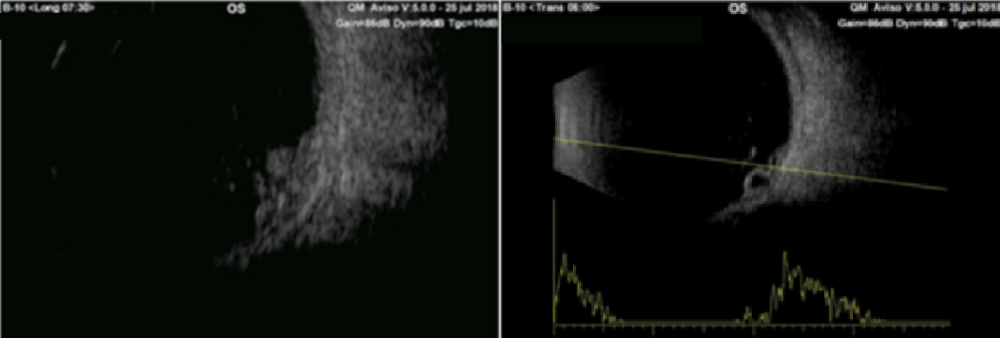 B-10 <Long 07:30>
OS
QM Aviso V:5.0.0 - 25 jul 2018
Gain=86dB Dyn=90dB Tgc=10dB
B-10 <Trans 06:00>
OS
QM Aviso V:5.0.0 - 25 jul 2018
Gain=86dB Dyn=90dB Tgc=10dB